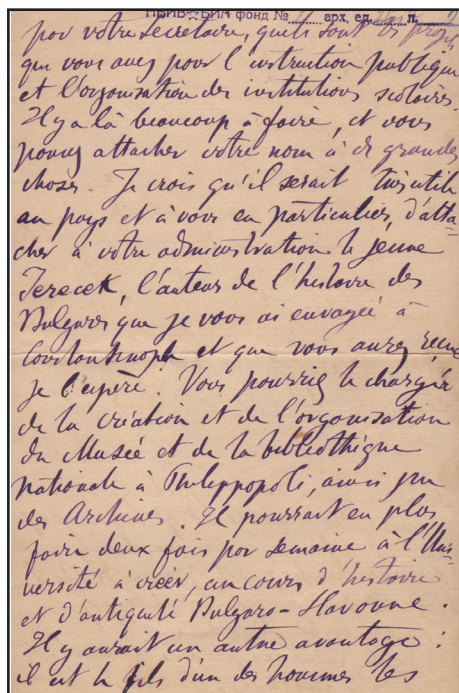 НБИВ БИА фонд № арх. ед. л.
par votre secretaire, quels sont les projets
que vous avez pour l'instruction publique
et l'organisation des institutions scolaires.
Il y a là beaucoup à faire, et vous
pouvez attacher votre nom à de grandes
choses. Je crois qu'il serait très utile
au pays et à vous en particulier, d'atta-
cher à votre administration le jeune
Jerecek, l'auteur de l'histoire des
Bulgares que je vous ai envoyée à
Constantinople et que vous aurez reçue
je l'espère. Vous pourriez le charger
de la création et de l'organisation
du Musée et de la bibliothèque
nationale à Philippopoli, ainsi que
des Archives. Il pourrait en plus
faire deux fois par semaine à l'Uni-
versité à créér, un cours d'histoire
et d'antiquité Bulgaro-Slavonne.
Il y aurait un autre avantage :
il est le fils d'un des hommes les